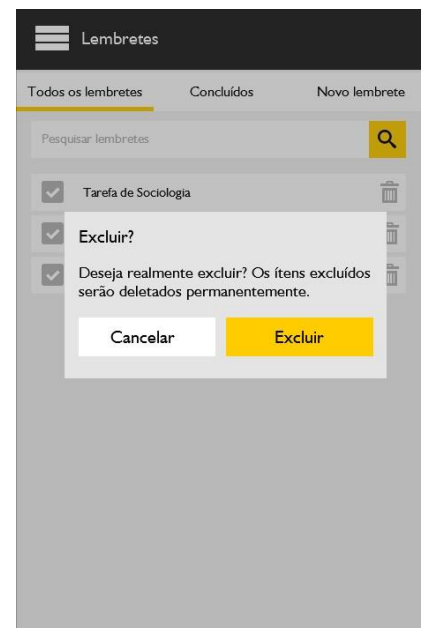 Lembretes
Todos os lembretes Concluídos Novo lembrete
Pesquisar lembretes
Tarefa de Sociologia
Excluir?
Deseja realmente excluir? Os ítens excluídos
serão deletados permanentemente.
Cancelar Excluir